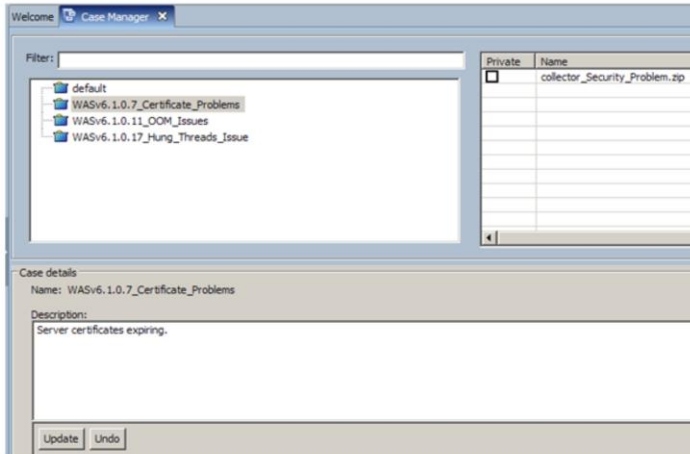 Welcome Case Manager
Filter:
default
WASv6.1.0.7_Certificate_Problems
WASv6.1.0.11_OOM_Issues
WASv6.1.0.17_Hung_Threads_Issue
Private Name
collector_Security_Problem.zip
Case details
Name: WASv6.1.0.7_Certificate_Problems
Description:
Server certificates expiring.
Update Undo